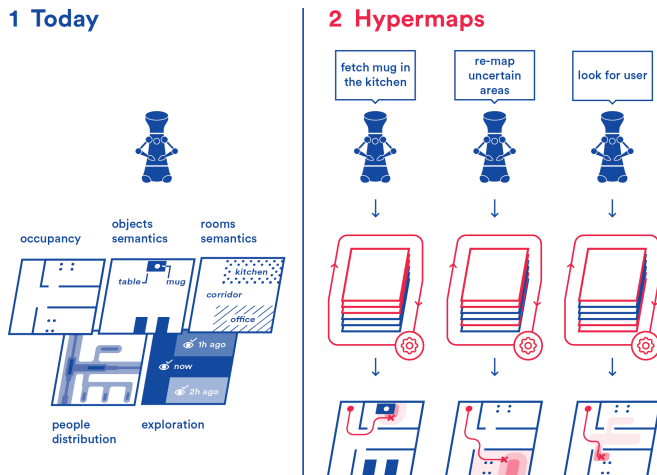 1 Today
2 Hypermaps
fetch mug in
the kitchen
re-map
uncertain
areas
look for user
occupancy
objects
semantics
rooms
semantics
table
mug
kitchen
corridor
office
1h ago
now
2h ago
people
distribution
exploration